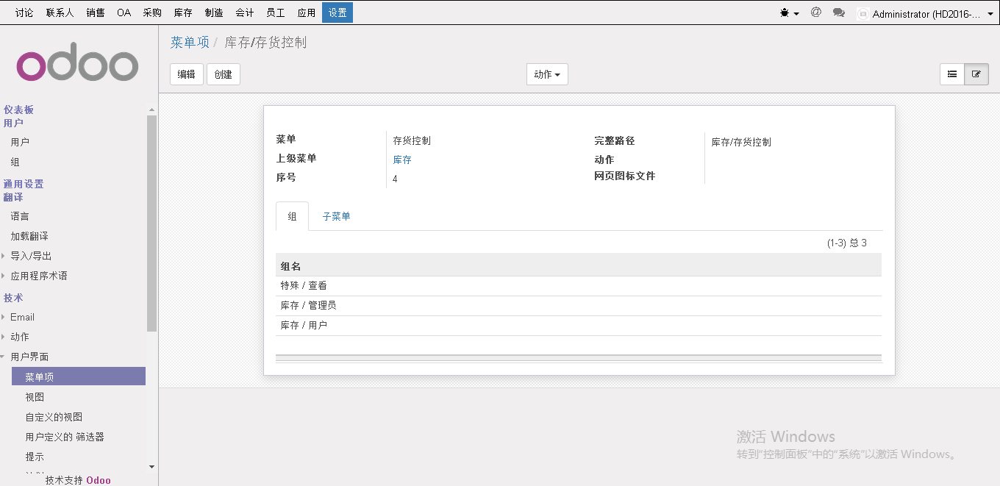 讨论 联系人 销售 OA 采购 库存 制造 会计 员工 应用 设置 Administrator (HD2016-...
odoo
菜单项 / 库存/存货控制
编辑 创建 动作
仪表板
用户
用户
组
通用设置
翻译
语言
加载翻译
导入/导出
应用程序术语
技术
Email
动作
用户界面
菜单项
视图
自定义的视图
用户定义的 筛选器
提示
技术支持 Odoo
菜单 存货控制
上级菜单 库存
序号 4
完整路径 库存/存货控制
动作
网页图标文件
组 子菜单
(1-3) 总 3
组名
特殊 / 查看
库存 / 管理员
库存 / 用户
激活 Windows
转到"控制面板"中的"系统"以激活 Windows。